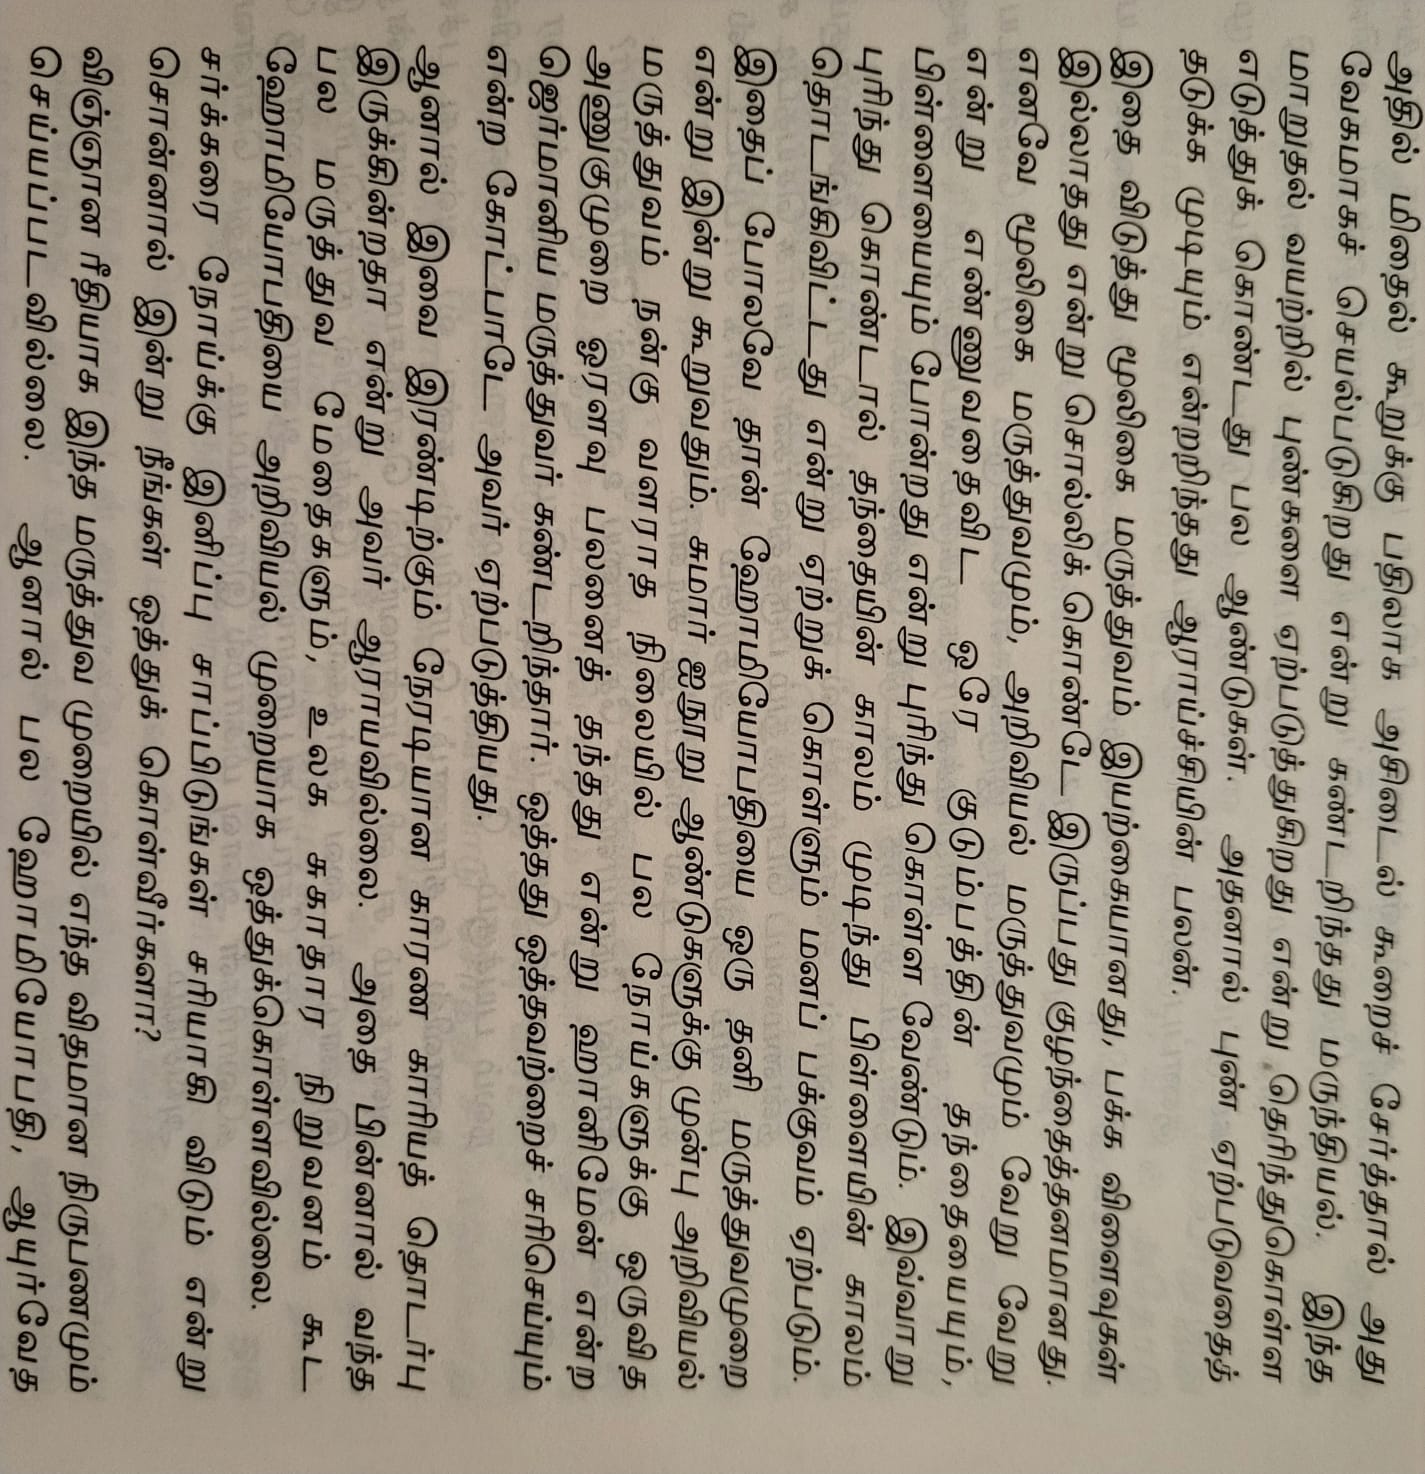 அதில் மிதைல் கூறுக்கு பதிலாக அசிடைல் கூறைச் சேர்த்தால் அது
வேகமாகச் செயல்படுகிறது என்று கண்டறிந்தது மருந்தியல். இந்த
மாறுதல் வயற்றில் புண்களை ஏற்படுத்துகிறது என்று தெரிந்துகொள்ள
எடுத்துக் கொண்டது பல ஆண்டுகள். அதனால் புண் ஏற்படுவதைத்
தடுக்க முடியும் என்றறிந்தது ஆராய்ச்சியின் பலன்.
இதை விடுத்து மூலிகை மருத்துவம் இயற்கையானது, பக்க விளைவுகள்
இல்லாதது என்று சொல்லிக் கொண்டே இருப்பது குழந்தைத்தனமானது.
எனவே மூலிகை மருத்துவமும், அறிவியல் மருத்துவமும் வேறு வேறு
என்று எண்ணுவதைவிட ஒரே குடும்பத்தின் தந்தையையும்,
பிள்ளையையும் போன்றது என்று புரிந்து கொள்ள வேண்டும். இவ்வாறு
புரிந்து கொண்டால் தந்தையின் காலம் முடிந்து பிள்ளையின் காலம்
தொடங்கிவிட்டது என்று ஏற்றுக் கொள்ளும் மனப் பக்குவம் ஏற்படும்.
இதைப் போலவே தான் ஹோமியோபதியை ஒரு தனி மருத்துவமுறை
என்று இன்று கூறுவதும். சுமார் ஐநூறு ஆண்டுகளுக்கு முன்பு அறிவியல்
மருத்துவம் நன்கு வளராத நிலையில் பல நோய்களுக்கு ஒருவித
அணுகுமுறை ஓரளவு பலனைத் தந்தது என்று ஹானிமேன் என்ற
ஜெர்மானிய மருத்துவர் கண்டறிந்தார். ஒத்தது ஒத்தவற்றைச் சரிசெய்யும்
என்ற கோட்பாடே அவர் ஏற்படுத்தியது.
ஆனால் இவை இரண்டிற்கும் நேரடியான காரண காரியத் தொடர்பு
இருக்கின்றதா என்று அவர் ஆராயவில்லை. அதை பின்னால் வந்த
பல மருத்துவ மேதைகளும், உலக சுகாதார நிறுவனம் கூட
ஹோமியோபதியை அறிவியல் முறையாக ஒத்துக்கொள்ளவில்லை.
சர்க்கரை நோய்க்கு இனிப்பு சாப்பிடுங்கள் சரியாகி விடும் என்று
சொன்னால் இன்று நீங்கள் ஒத்துக் கொள்வீர்களா?
விஞ்ஞான ரீதியாக இந்த மருத்துவ முறையில் எந்த விதமான நிருபணமும்
செய்யப்படவில்லை. ஆனால் பல ஹோமியோபதி, ஆயுர்வேத